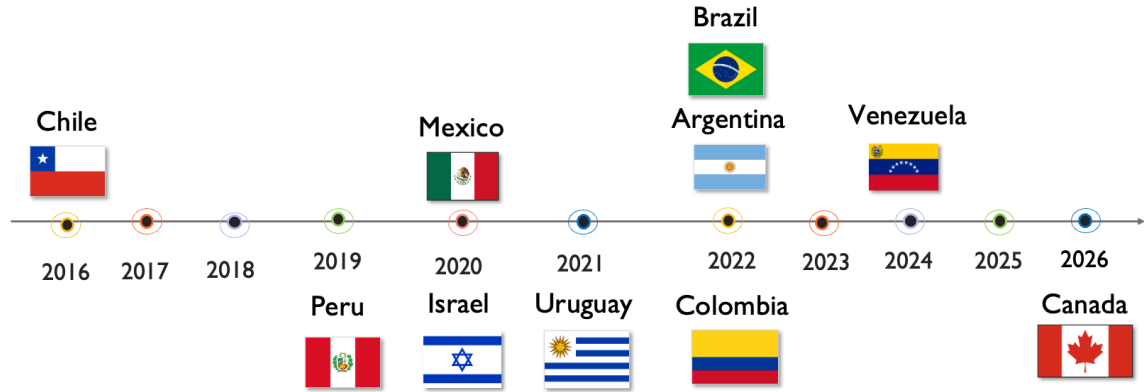 Brazil
Chile
Mexico
Argentina
Venezuela
2016
2017
2018
2019
2020
2021
2022
2023
2024
2025
2026
Peru
Israel
Uruguay
Colombia
Canada